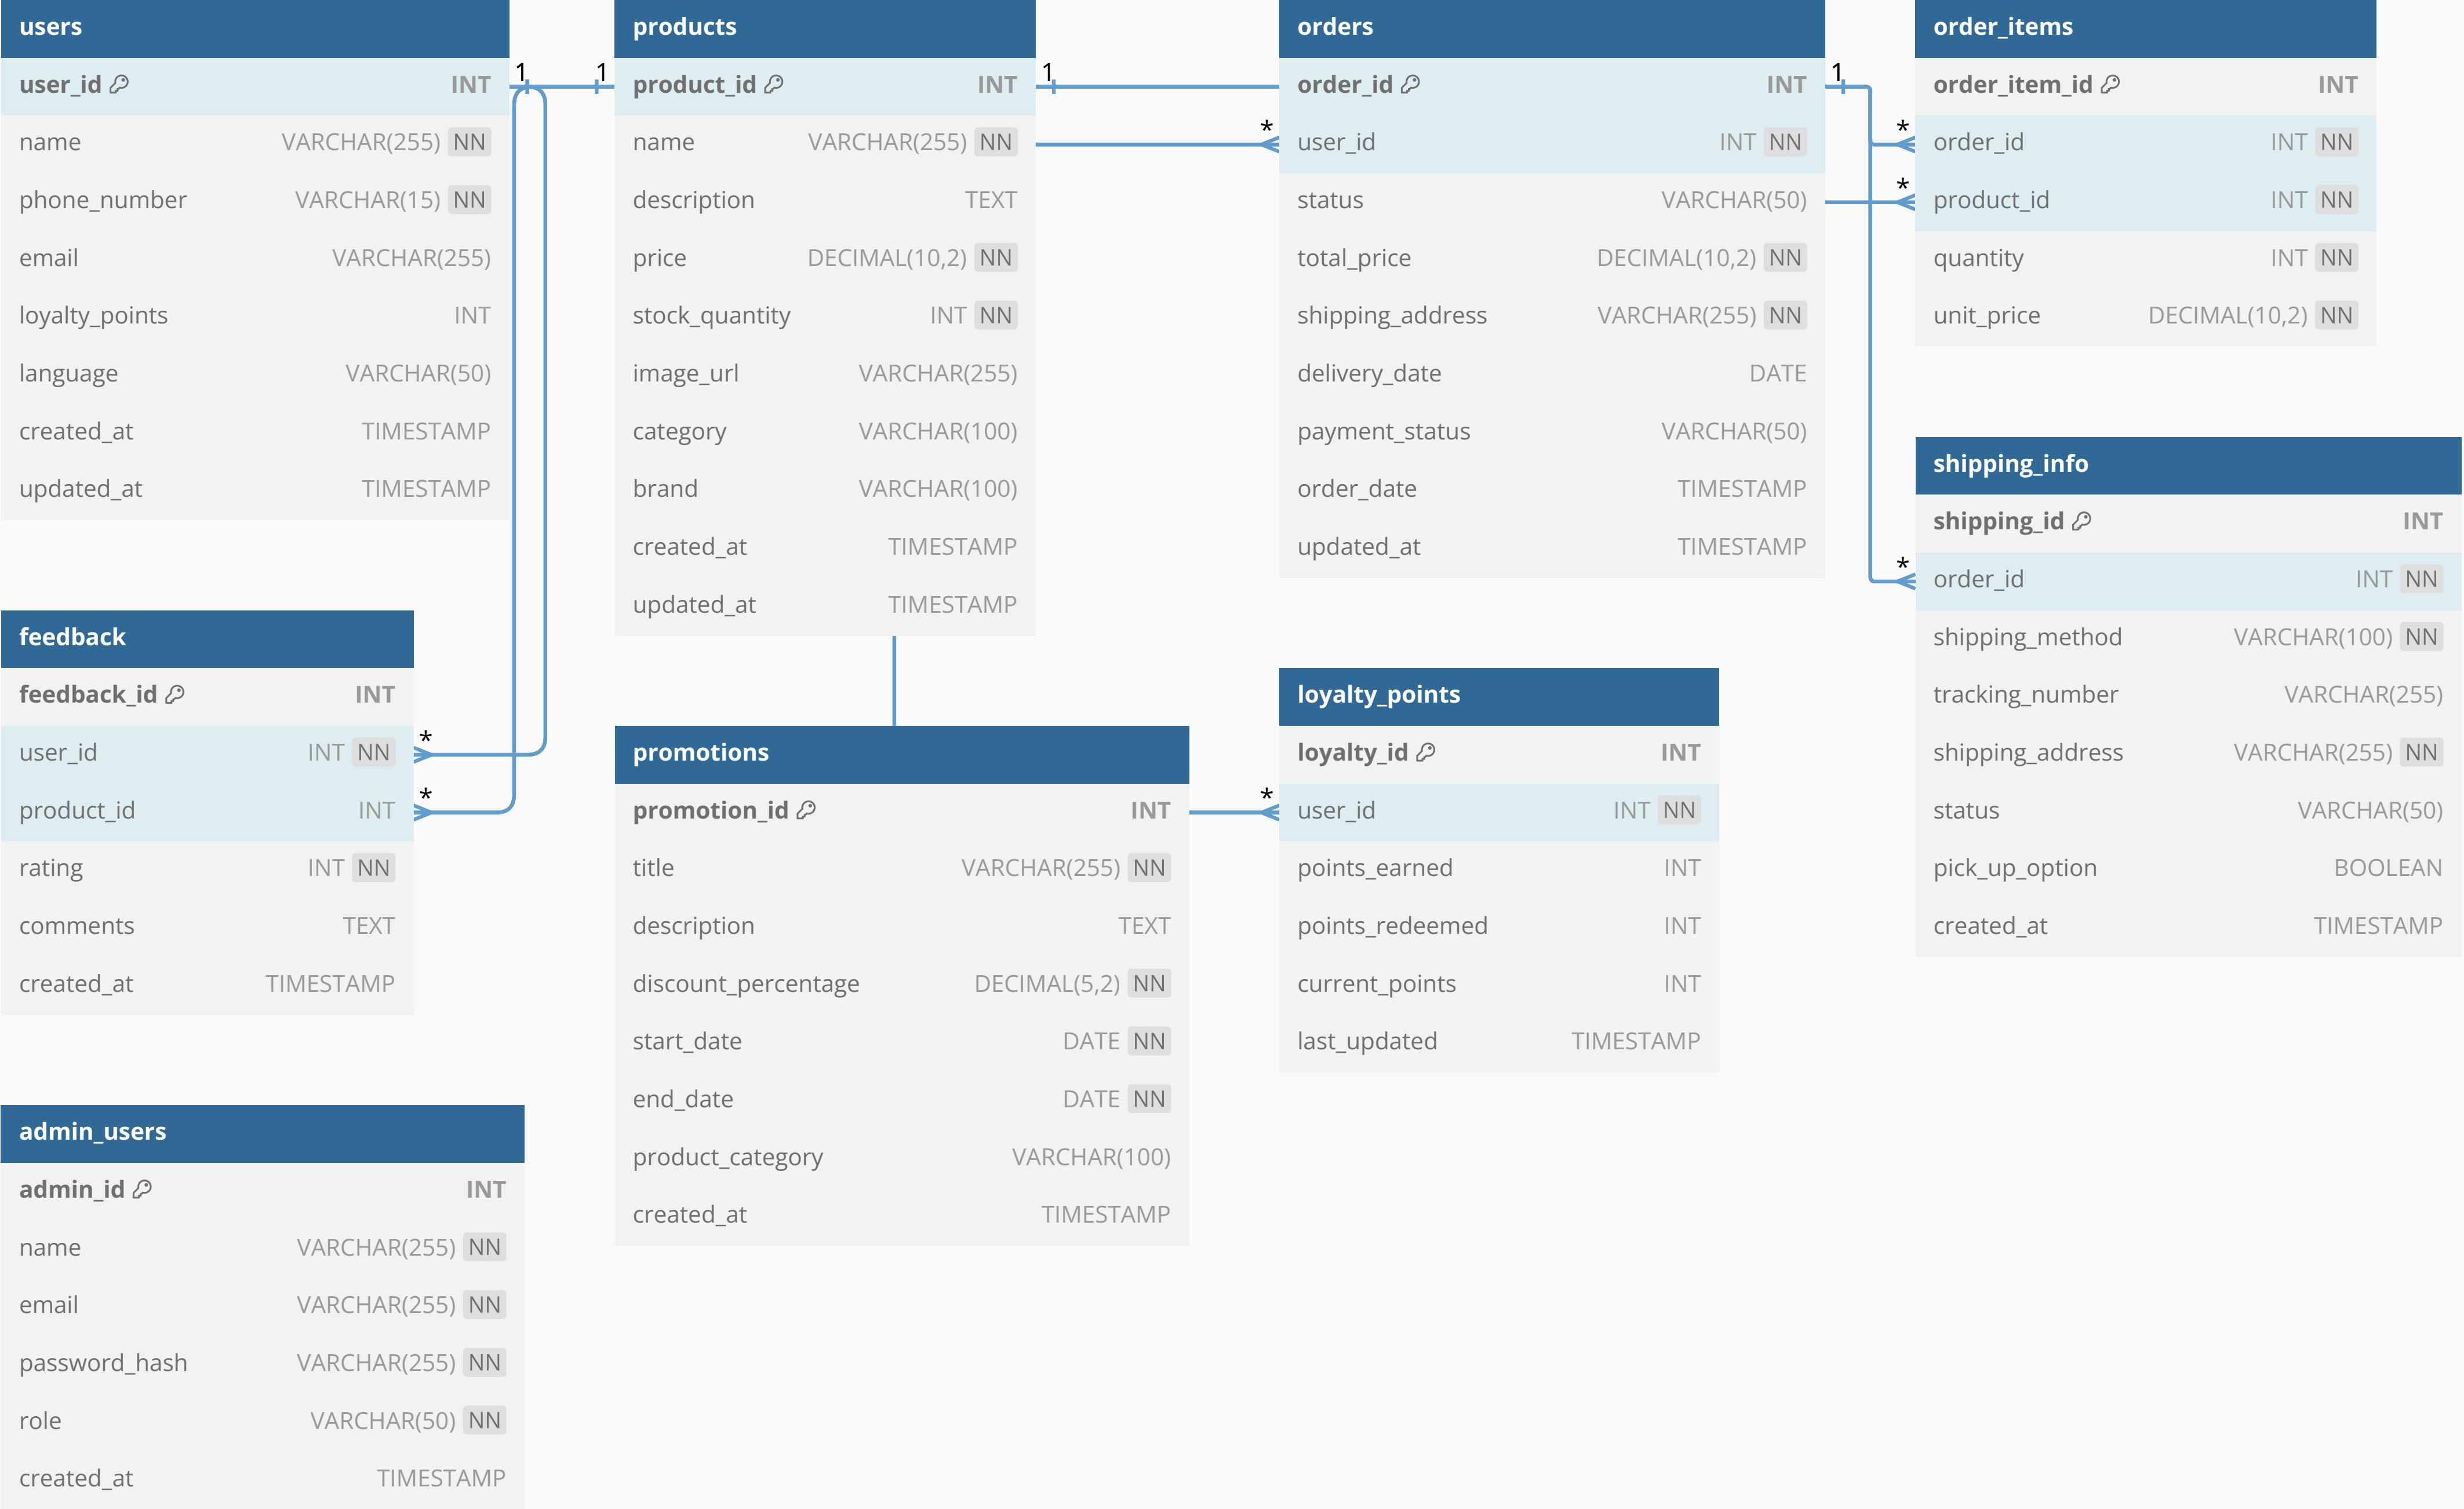 users
user_id INT
name VARCHAR(255) NN
phone_number VARCHAR(15) NN
email VARCHAR(255)
loyalty_points INT
language VARCHAR(50)
created_at TIMESTAMP
updated_at TIMESTAMP
1
1
products
product_id INT
name VARCHAR(255) NN
description TEXT
price DECIMAL(10,2) NN
stock_quantity INT NN
image_url VARCHAR(255)
category VARCHAR(100)
brand VARCHAR(100)
created_at TIMESTAMP
updated_at TIMESTAMP
1
*
orders
order_id INT
user_id INT NN
status VARCHAR(50)
total_price DECIMAL(10,2) NN
shipping_address VARCHAR(255) NN
delivery_date DATE
payment_status VARCHAR(50)
order_date TIMESTAMP
updated_at TIMESTAMP
1
*
*
*
order_items
order_item_id INT
order_id INT NN
product_id INT NN
quantity INT NN
unit_price DECIMAL(10,2) NN
shipping_info
shipping_id INT
order_id INT NN
shipping_method VARCHAR(100) NN
tracking_number VARCHAR(255)
shipping_address VARCHAR(255) NN
status VARCHAR(50)
pick_up_option BOOLEAN
created_at TIMESTAMP
feedback
feedback_id INT
user_id INT NN *
product_id INT *
rating INT NN
comments TEXT
created_at TIMESTAMP
promotions
promotion_id INT
title VARCHAR(255) NN
description TEXT
discount_percentage DECIMAL(5,2) NN
start_date DATE NN
end_date DATE NN
product_category VARCHAR(100)
created_at TIMESTAMP
*
loyalty_points
loyalty_id INT
user_id INT NN
points_earned INT
points_redeemed INT
current_points INT
last_updated TIMESTAMP
admin_users
admin_id INT
name VARCHAR(255) NN
email VARCHAR(255) NN
password_hash VARCHAR(255) NN
role VARCHAR(50) NN
created_at TIMESTAMP